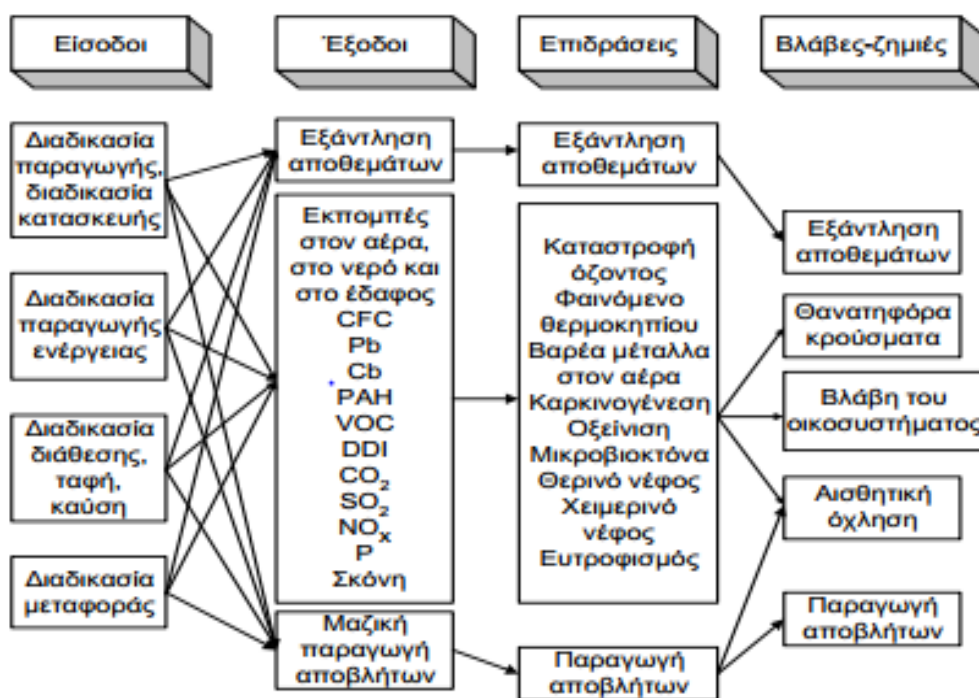 Είσοδοι
Έξοδοι
Επιδράσεις
Βλάβες-ζημιές
Διαδικασία
παραγωγής,
διαδικασία
κατασκευής
Διαδικασία
παραγωγής
ενέργειας
Διαδικασία
διάθεσης,
ταφή,
καύση
Διαδικασία
μεταφοράς
Εξάντληση
αποθεμάτων
Εκπομπές
στον αέρα,
στο νερό και
στο έδαφος
CFC
Pb
Cb
PAH
VOC
DDI
CO₂
SO₂
NOₓ
P
Σκόνη
Μαζική
παραγωγή
αποβλήτων
Εξάντληση
αποθεμάτων
Καταστροφή
όζοντος
Φαινόμενο
θερμοκηπίου
Βαρέα μέταλλα
στον αέρα
Καρκινογένεση
Οξείνιση
Μικροβιοκτόνα
Θερινό νέφος
Χειμερινό
νέφος
Ευτροφισμός
Παραγωγή
αποβλήτων
Εξάντληση
αποθεμάτων
Θανατηφόρα
κρούσματα
Βλάβη του
οικοσυστήματος
Αισθητική
όχληση
Παραγωγή
αποβλήτων